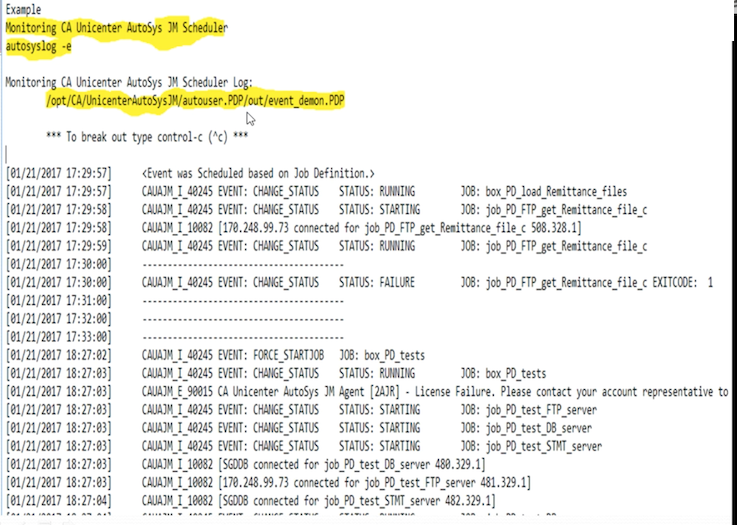 Example
Monitoring CA Unicenter AutoSys JM Scheduler
autosyslog -e
Monitoring CA Unicenter AutoSys JM Scheduler Log:
/opt/CA/UnicenterAutoSysJM/autouser.PDP/out/event_demon.PDP
*** To break out type control-c (^c) ***
[01/21/2017 17:29:57] <Event was Scheduled based on Job Definition.>
[01/21/2017 17:29:57] CAUAJM_I_40245 EVENT: CHANGE_STATUS STATUS: RUNNING JOB: box_PD_load_Remittance_files
[01/21/2017 17:29:58] CAUAJM_I_40245 EVENT: CHANGE_STATUS STATUS: STARTING JOB: job_PD_FTP_get_Remittance_file_c
[01/21/2017 17:29:58] CAUAJM_I_10082 [170.248.99.73 connected for job_PD_FTP_get_Remittance_file_c 508.328.1]
[01/21/2017 17:29:59] CAUAJM_I_40245 EVENT: CHANGE_STATUS STATUS: RUNNING JOB: job_PD_FTP_get_Remittance_file_c
[01/21/2017 17:30:00] ----------------------------------------
[01/21/2017 17:30:00] CAUAJM_I_40245 EVENT: CHANGE_STATUS STATUS: FAILURE JOB: job_PD_FTP_get_Remittance_file_c EXITCODE: 1
[01/21/2017 17:31:00] ----------------------------------------
[01/21/2017 17:32:00] ----------------------------------------
[01/21/2017 17:33:00] ----------------------------------------
[01/21/2017 18:27:02] CAUAJM_I_40245 EVENT: FORCE_STARTJOB JOB: box_PD_tests
[01/21/2017 18:27:03] CAUAJM_I_40245 EVENT: CHANGE_STATUS STATUS: RUNNING JOB: box_PD_tests
[01/21/2017 18:27:03] CAUAJM_E_90015 CA Unicenter AutoSys JM Agent [2AJR] - License Failure. Please contact your account representative to
[01/21/2017 18:27:03] CAUAJM_I_40245 EVENT: CHANGE_STATUS STATUS: STARTING JOB: job_PD_test_FTP_server
[01/21/2017 18:27:03] CAUAJM_I_40245 EVENT: CHANGE_STATUS STATUS: STARTING JOB: job_PD_test_DB_server
[01/21/2017 18:27:03] CAUAJM_I_40245 EVENT: CHANGE_STATUS STATUS: STARTING JOB: job_PD_test_STMT_server
[01/21/2017 18:27:03] CAUAJM_I_10082 [SGDDB connected for job_PD_test_DB_server 480.329.1]
[01/21/2017 18:27:03] CAUAJM_I_10082 [170.248.99.73 connected for job_PD_test_FTP_server 481.329.1]
[01/21/2017 18:27:04] CAUAJM_I_10082 [SGDDB connected for job_PD_test_STMT_server 482.329.1]